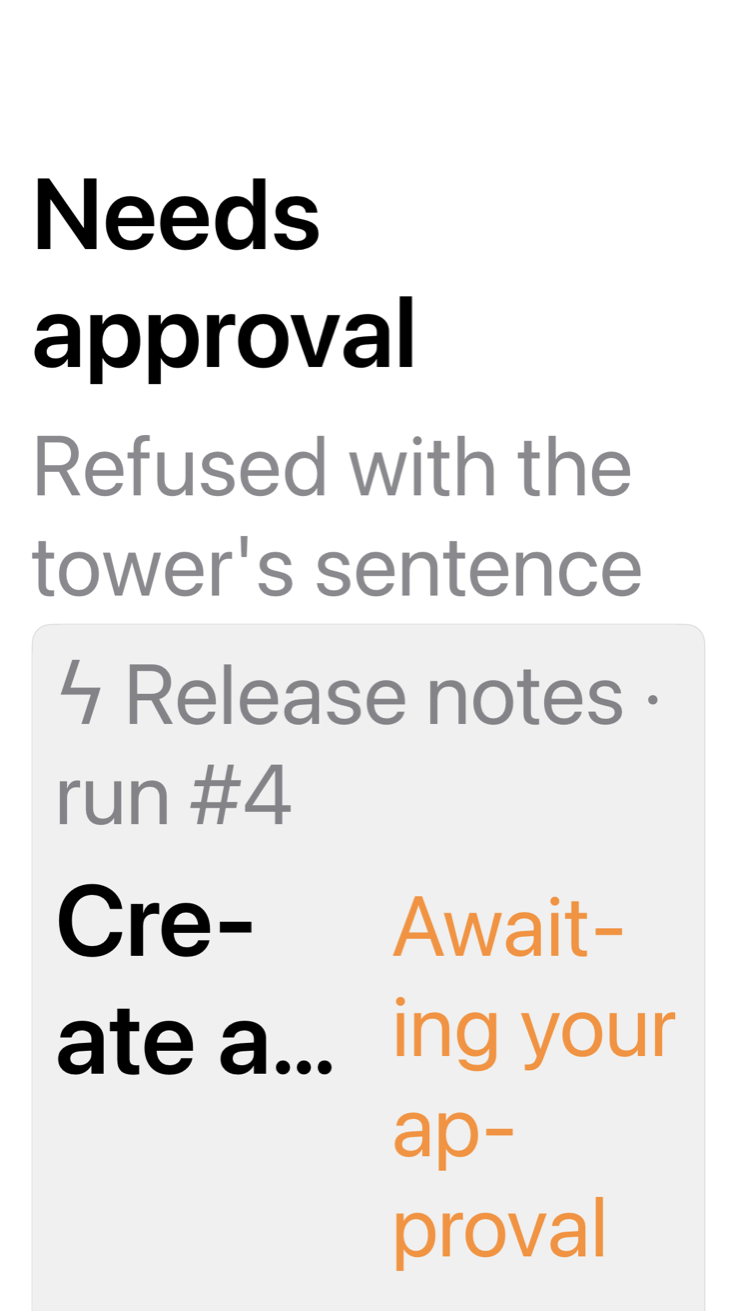 Needs
approval
Refused with the
tower's sentence
ϟ Release notes ·
run #4
Cre-
ate a…
Await-
ing your
ap-
proval